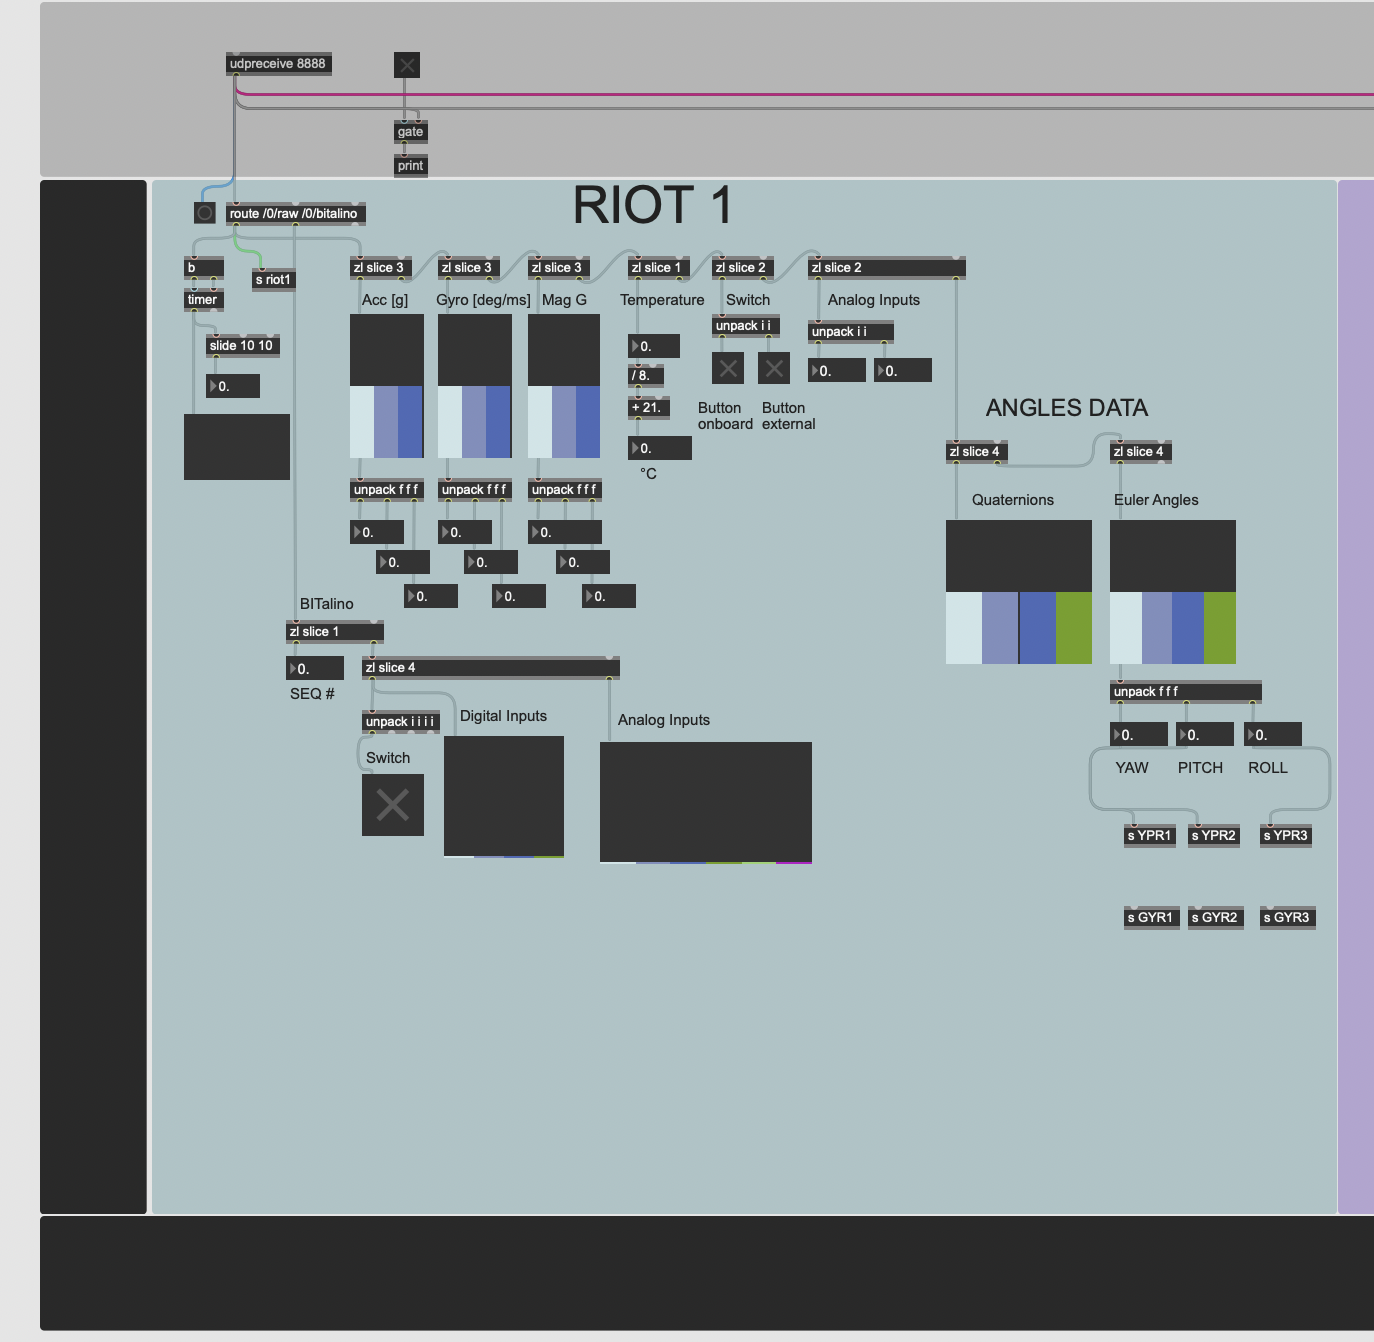 udpreceive 8888
gate
print
RIOT 1
route /0/raw /0/bitalino
b
s riot1
zl slice 3
zl slice 3
zl slice 3
zl slice 1
zl slice 2
zl slice 2
timer
Acc [g]
Gyro [deg/ms]
Mag G
Temperature
Switch
Analog Inputs
unpack i i
unpack i i
slide 10 10
0.
0.
/ 8.
0.
0.
0.
+ 21.
Button
onboard
Button
external
0.
°C
ANGLES DATA
zl slice 4
zl slice 4
Quaternions
Euler Angles
unpack f f f
unpack f f f
unpack f f f
0.
0.
0.
0.
0.
0.
0.
0.
0.
BITalino
zl slice 1
0.
SEQ #
zl slice 4
unpack i i i i
Digital Inputs
Analog Inputs
Switch
unpack f f f
0.
0.
0.
YAW
PITCH
ROLL
s YPR1
s YPR2
s YPR3
s GYR1
s GYR2
s GYR3